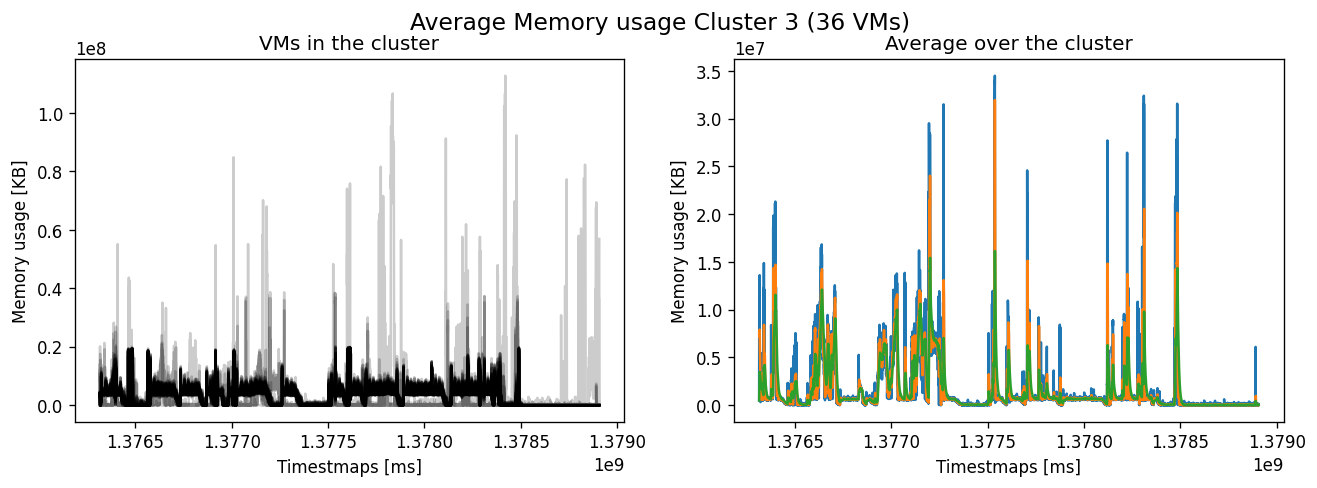 Average Memory usage Cluster 3 (36 VMs)
VMs in the cluster
1e8
Memory usage [KB]
1.0
0.8
0.6
0.4
0.2
0.0
1.3765 1.3770 1.3775 1.3780 1.3785 1.3790
1e9
Timestmaps [ms]
Average over the cluster
1e7
Memory usage [KB]
3.5
3.0
2.5
2.0
1.5
1.0
0.5
0.0
1.3765 1.3770 1.3775 1.3780 1.3785 1.3790
1e9
Timestmaps [ms]